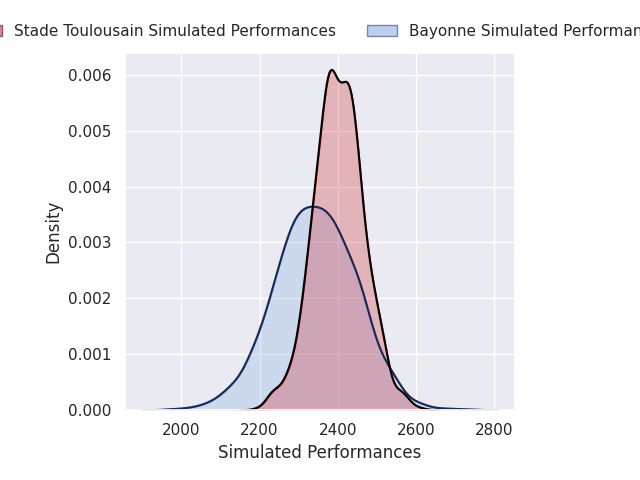 Stade Toulousain Simulated Performances Bayonne Simulated Performan
0.006
0.005
0.004
0.003
0.002
0.001
0.000
Density
2000 2200 2400 2600 2800
Simulated Performances